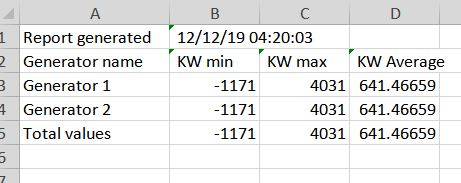 A B C D
1 Report generated 12/12/19 04:20:03
2 Generator name KW min KW max KW Average
3 Generator 1 -1171 4031 641.46659
4 Generator 2 -1171 4031 641.46659
5 Total values -1171 4031 641.46659
6
7